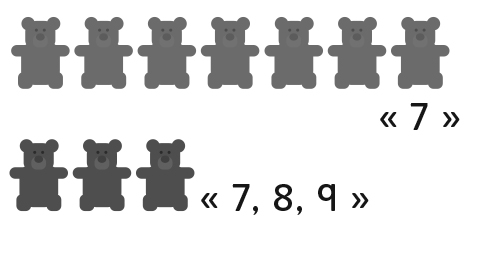 « 7 »
« 7, 8, 9 »